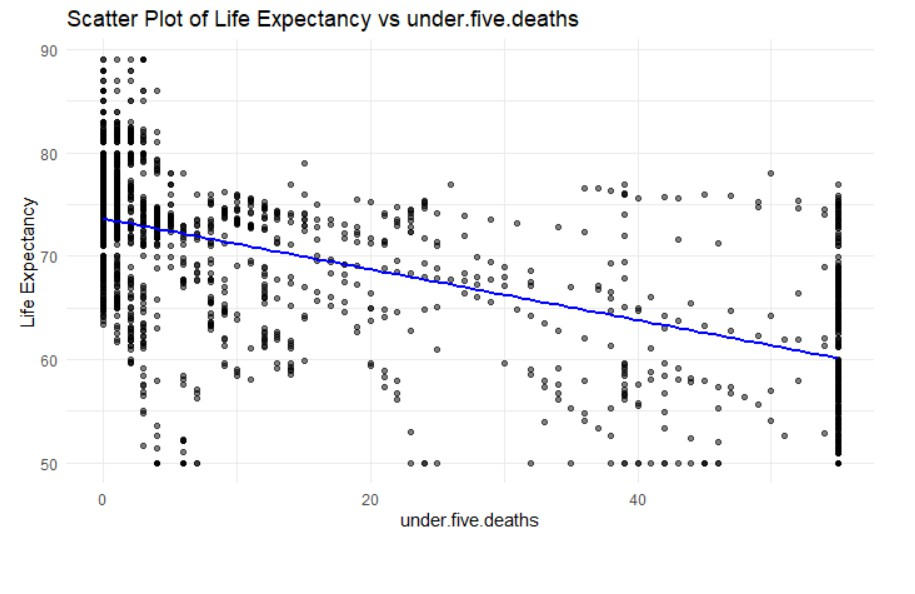 Scatter Plot of Life Expectancy vs under.five.deaths
90
80
70
60
50
Life Expectancy
0 20 40
under.five.deaths